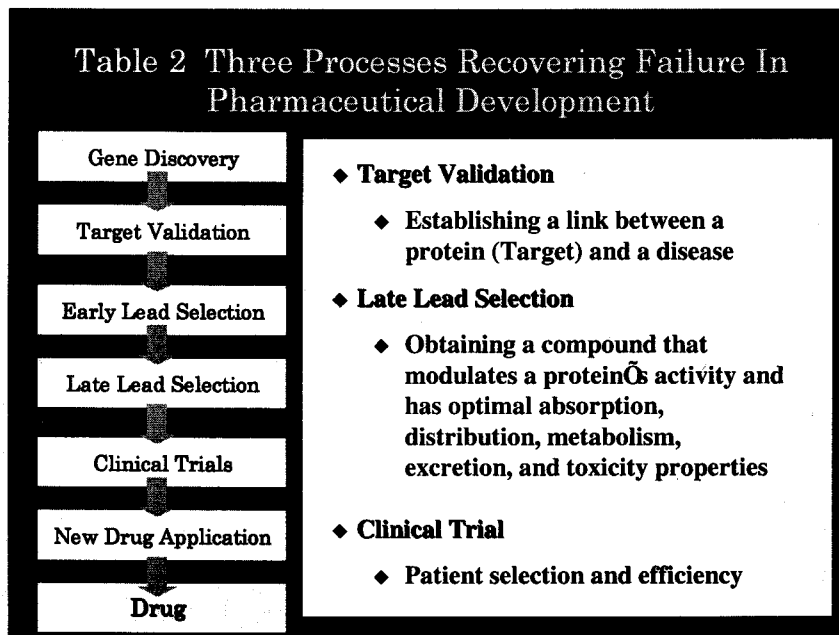 Table 2 Three Processes Recovering Failure In
Pharmaceutical Development
Gene Discovery
Target Validation
Early Lead Selection
Late Lead Selection
Clinical Trials
New Drug Application
Drug
◆ Target Validation
◆ Establishing a link between a
protein (Target) and a disease
◆ Late Lead Selection
◆ Obtaining a compound that
modulates a proteinÕs activity and
has optimal absorption,
distribution, metabolism,
excretion, and toxicity properties
◆ Clinical Trial
◆ Patient selection and efficiency